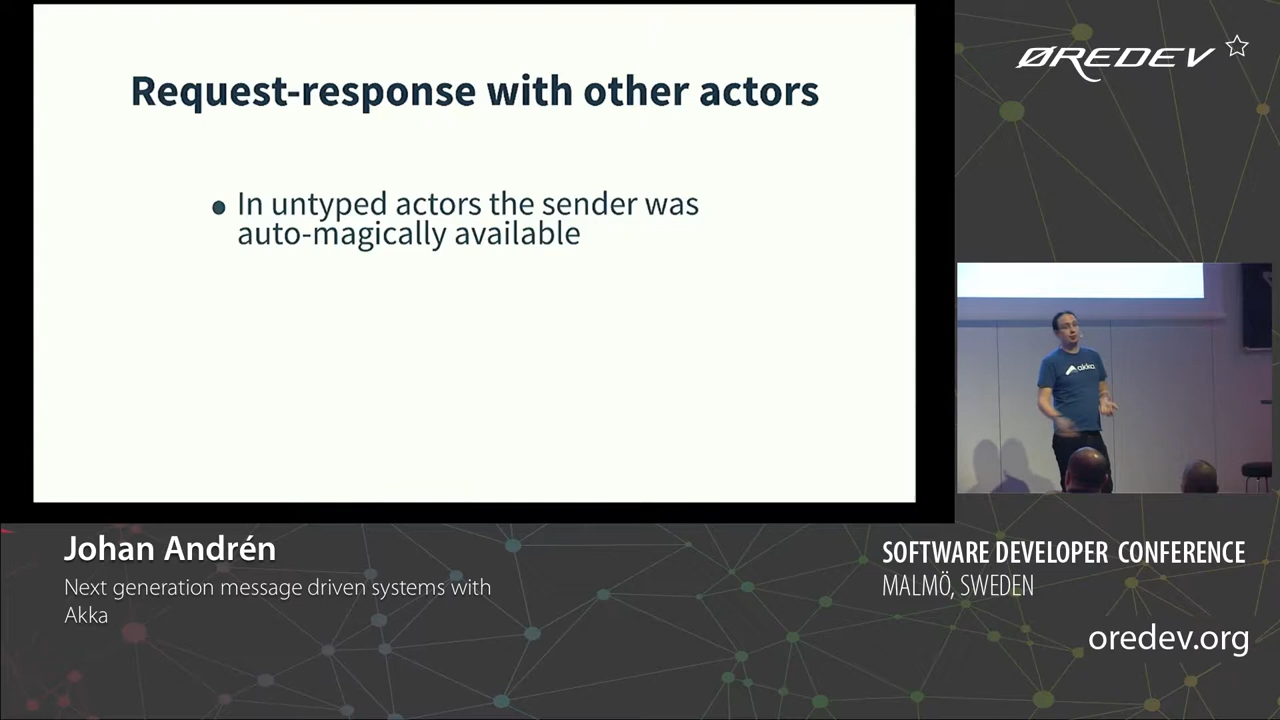 Request-response with other actors
● In untyped actors the sender was
auto-magically available
ØREDEV
akka
Johan Andrén
Next generation message driven systems with
Akka
SOFTWARE DEVELOPER CONFERENCE
MALMÖ, SWEDEN
oredev.org